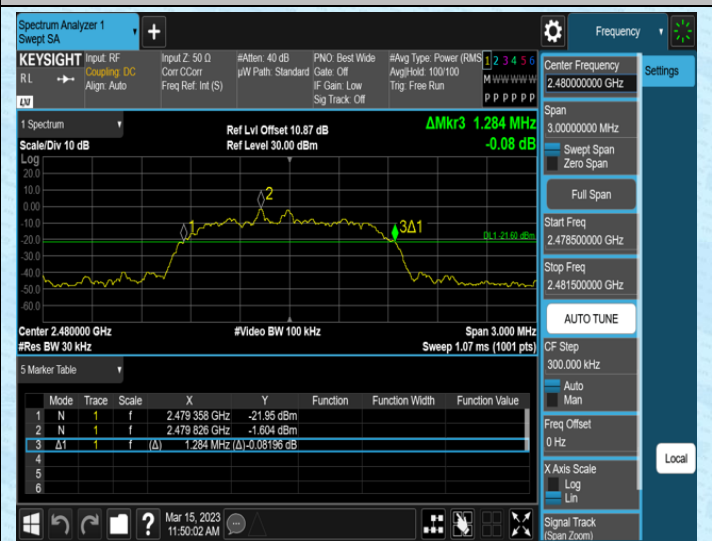 Spectrum Analyzer 1
Swept SA
+
Frequency
KEYSIGHT
Input: RF
Input Z: 50 Ω
#Atten: 40 dB
PNO: Best Wide
#Avg Type: Power (RMS
1 2 3 4 5 6
RL
Coupling: DC
Corr CCorr
µW Path: Standard
Gate: Off
Avg|Hold: 100/100
M W W W W W
Align: Auto
Freq Ref: Int (S)
IF Gain: Low
Trig: Free Run
Sig Track: Off
P P P P P P
LXI
1 Spectrum
Ref Lvl Offset 10.87 dB
ΔMkr3 1.284 MHz
Scale/Div 10 dB
Ref Level 30.00 dBm
-0.08 dB
Log
20.0
10.0
0.00
-10.0
-20.0
-30.0
-40.0
-50.0
-60.0
1
2
3Δ1
DL1 -21.60 dBm
Center 2.480000 GHz
#Video BW 100 kHz
Span 3.000 MHz
#Res BW 30 kHz
Sweep 1.07 ms (1001 pts)
5 Marker Table
Mode Trace Scale X Y Function Function Width Function Value
1 N 1 f 2.479 358 GHz -21.95 dBm
2 N 1 f 2.479 826 GHz -1.604 dBm
3 Δ1 1 f (Δ) 1.284 MHz (Δ) -0.08196 dB
4
5
6
?
Mar 15, 2023
11:50:02 AM
Center Frequency
2.480000000 GHz
Span
3.00000000 MHz
Swept Span
Zero Span
Full Span
Start Freq
2.478500000 GHz
Stop Freq
2.481500000 GHz
AUTO TUNE
CF Step
300.000 kHz
Auto
Man
Freq Offset
0 Hz
X Axis Scale
Log
Lin
Signal Track
(Span Zoom)
Settings
Local